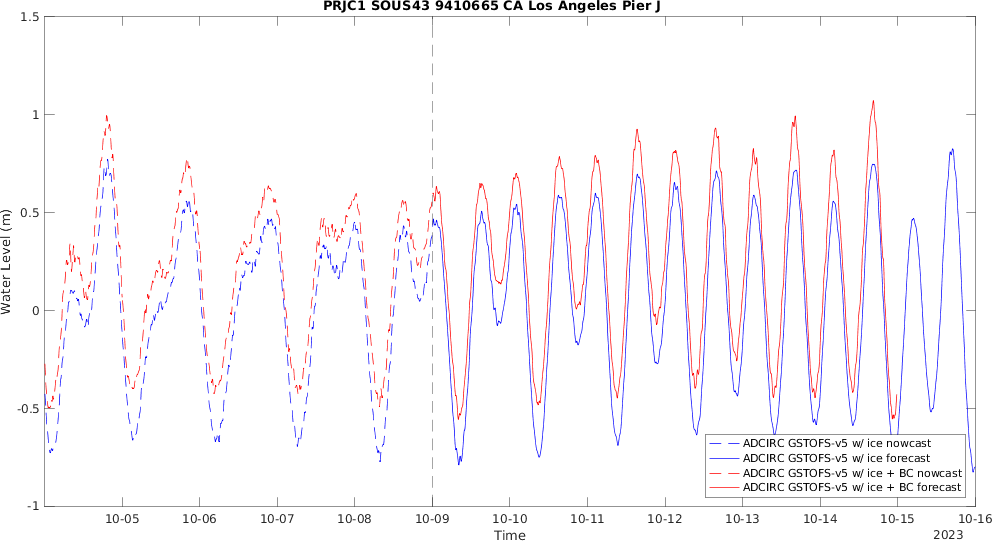 PRJC1 SOUS43 9410665 CA Los Angeles Pier J
1.5
1
0.5
0
-0.5
-1
Water Level (m)
10-05
10-06
10-07
10-08
10-09
10-10
10-11
10-12
10-13
10-14
10-15
10-16
Time
2023
ADCIRC GSTOFS-v5 w/ ice nowcast
ADCIRC GSTOFS-v5 w/ ice forecast
ADCIRC GSTOFS-v5 w/ ice + BC nowcast
ADCIRC GSTOFS-v5 w/ ice + BC forecast